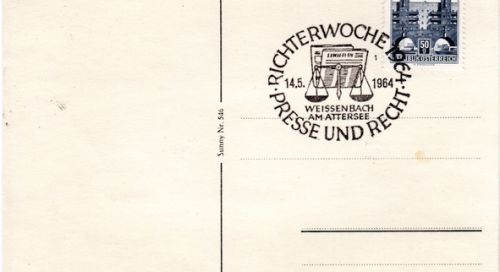 RICHTERWOCHE 1964
14.5. 1964
WEISSENBACH
AM ATTERSEE
PRESSE UND RECHT
50
REPUBLIK ÖSTERREICH
Sunny Nr. 546